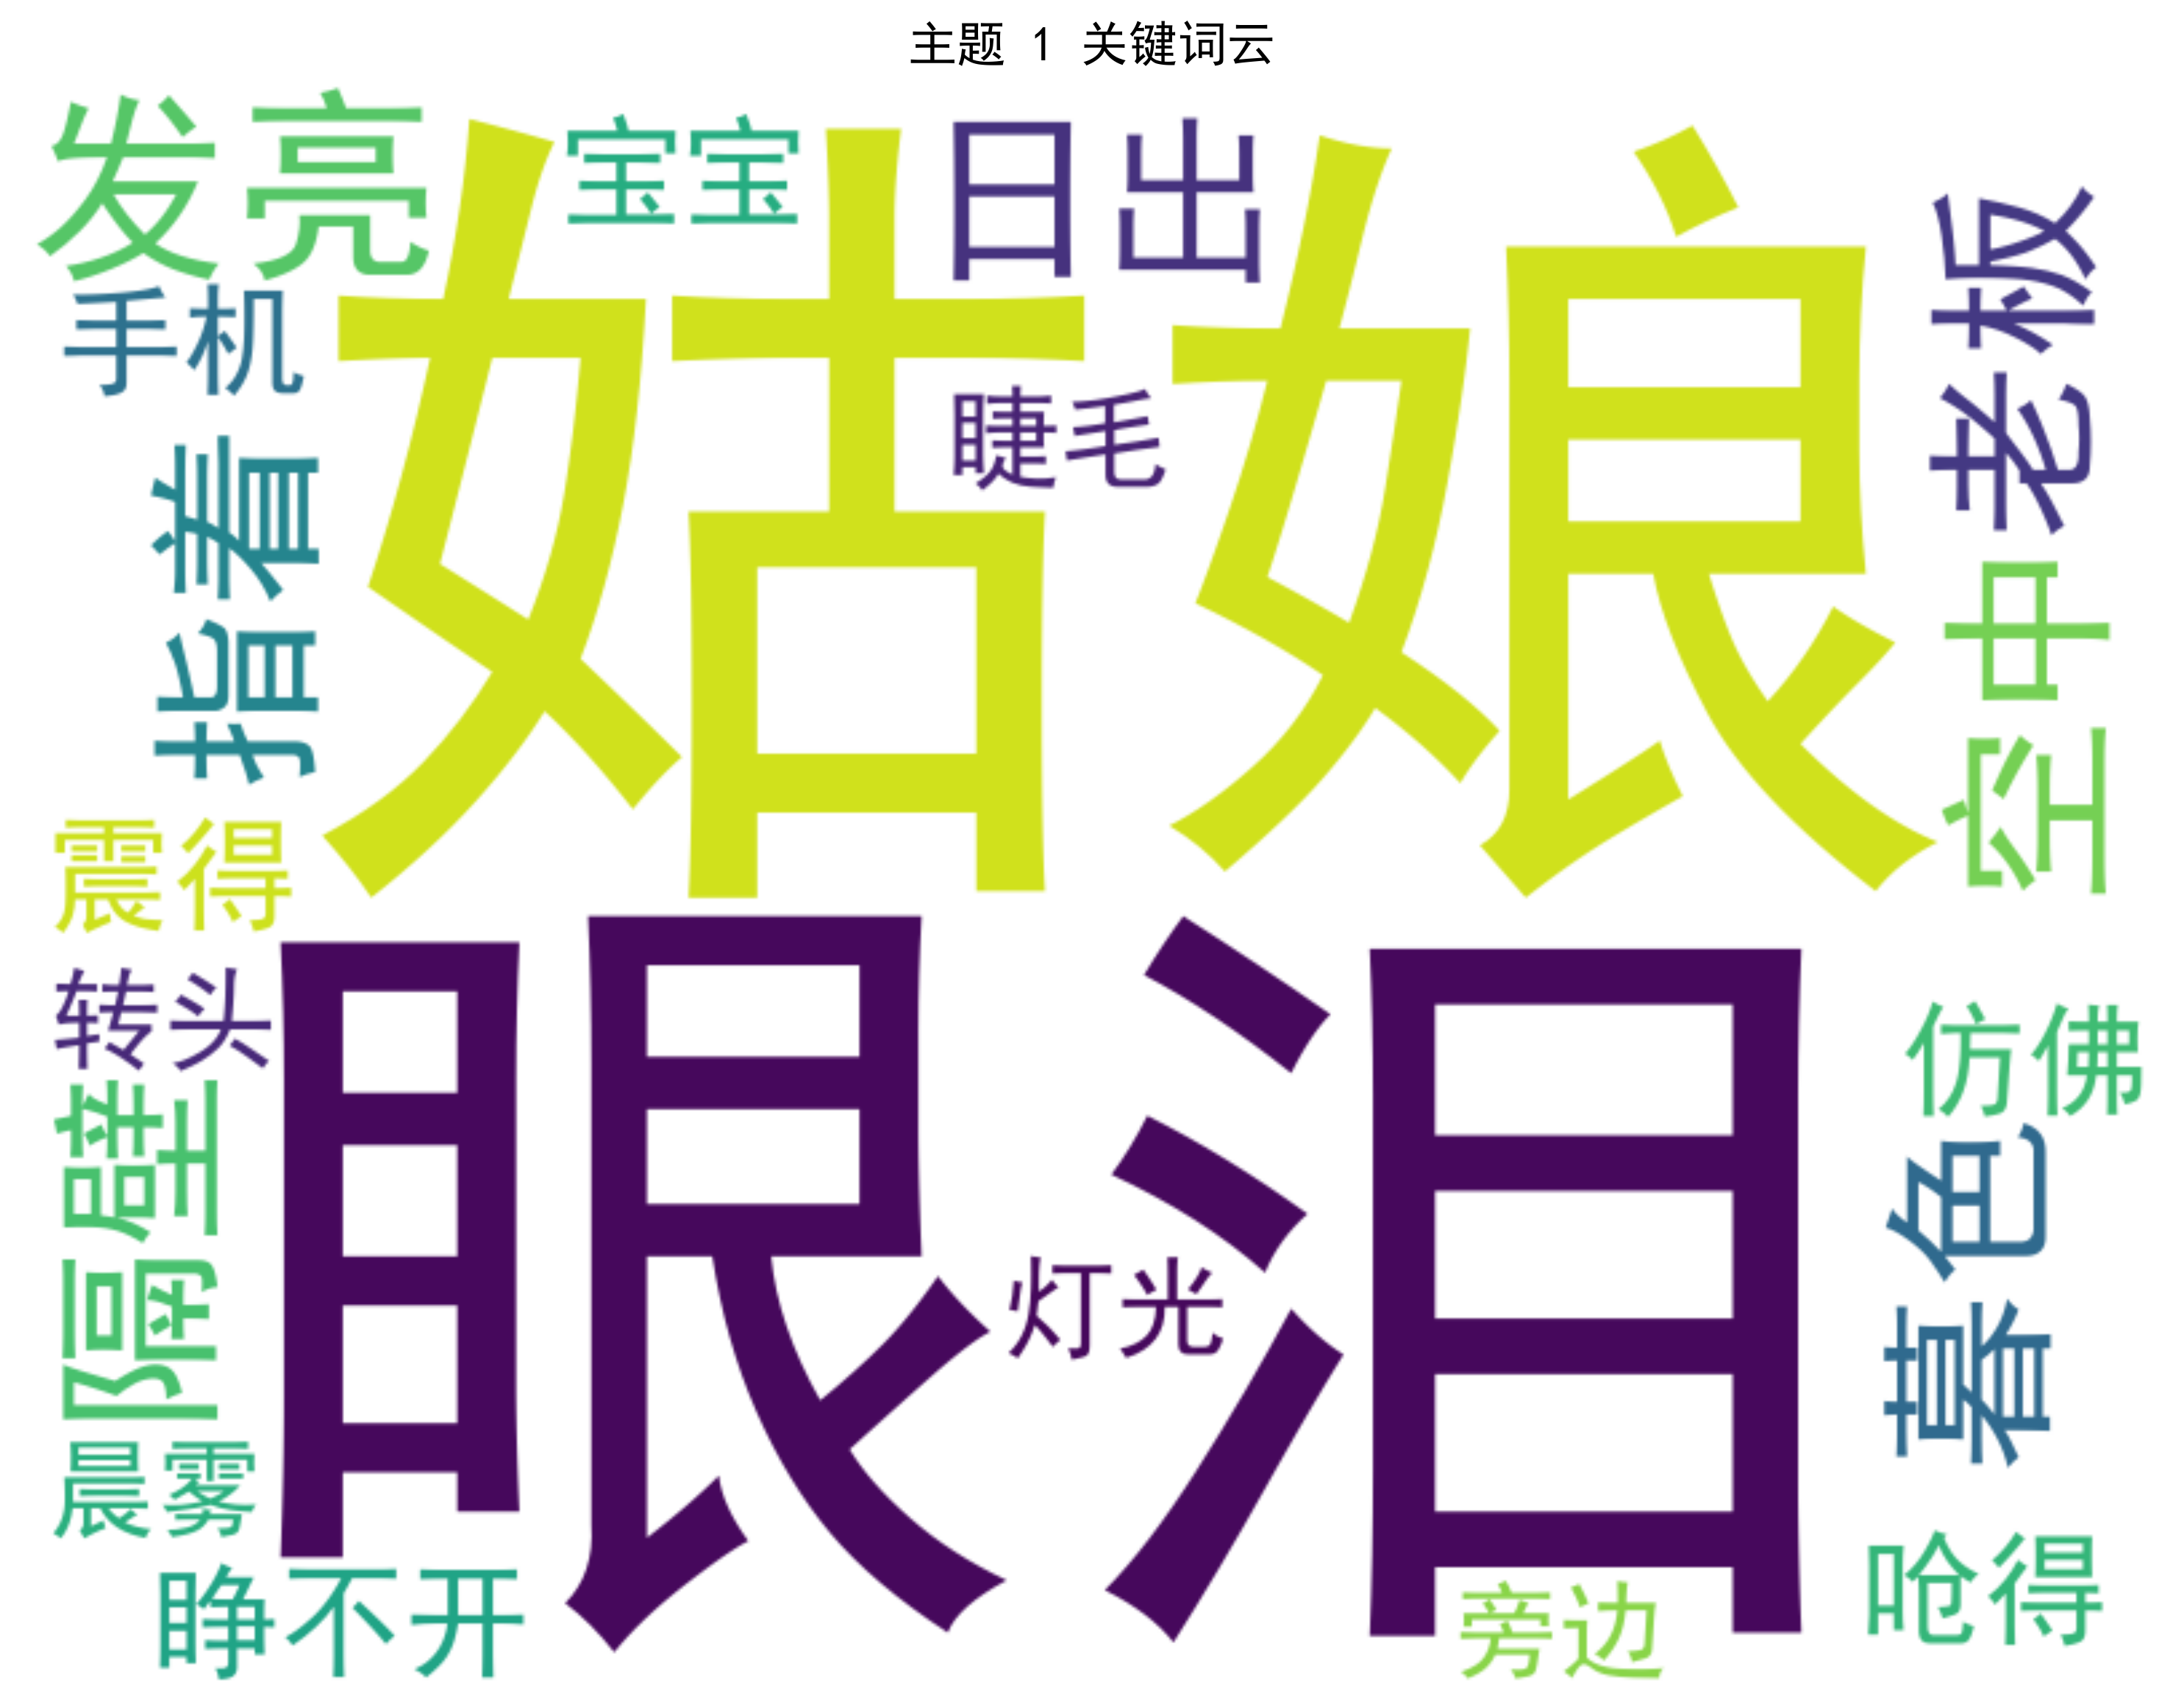 主题 1 关键词云
发亮
宝宝
日出
老板
手机
姑娘
睫毛
指着
空中
震得
转头
眼泪
仿佛
隔壁
暮色
灯光
晨雾
睁不开
旁边
呛得